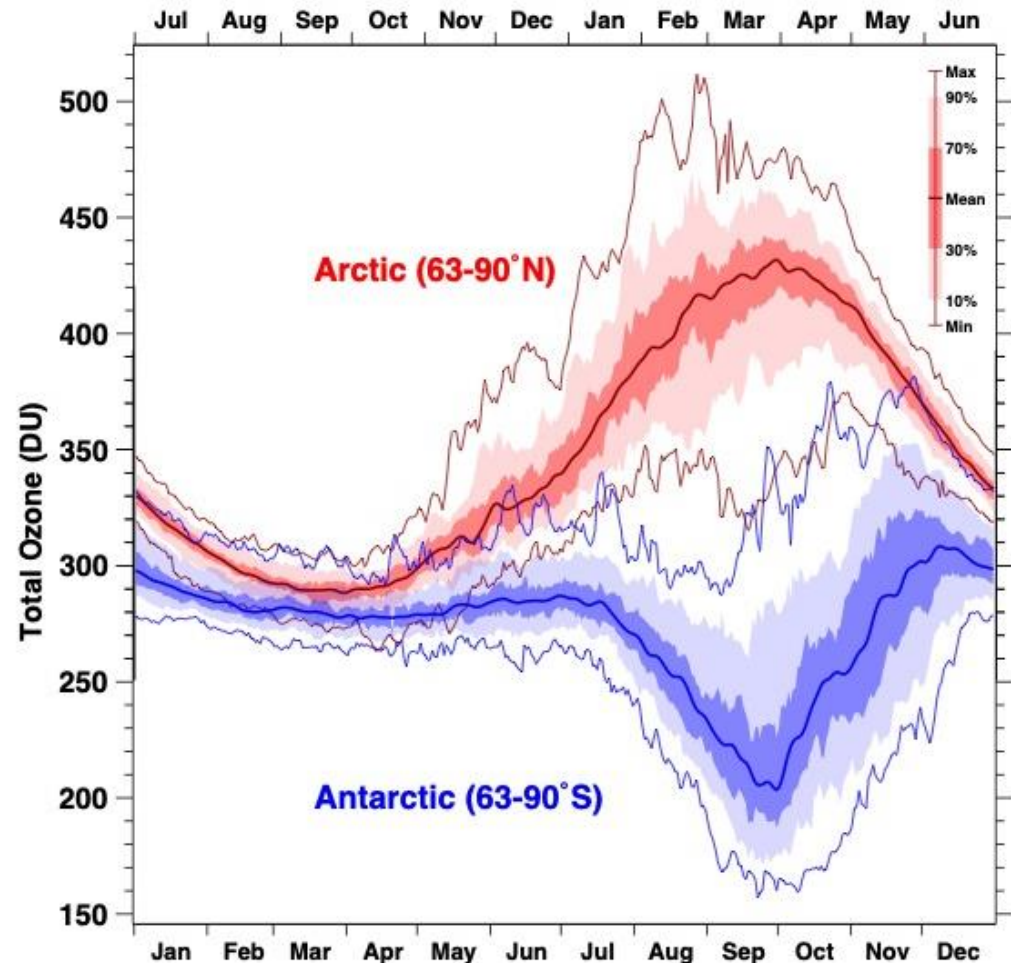 Jul Aug Sep Oct Nov Dec Jan Feb Mar Apr May Jun
Max
90%
70%
Mean
30%
10%
Min
500
450
400
350
300
250
200
150
Total Ozone (DU)
Arctic (63-90°N)
Antarctic (63-90°S)
Jan Feb Mar Apr May Jun Jul Aug Sep Oct Nov Dec